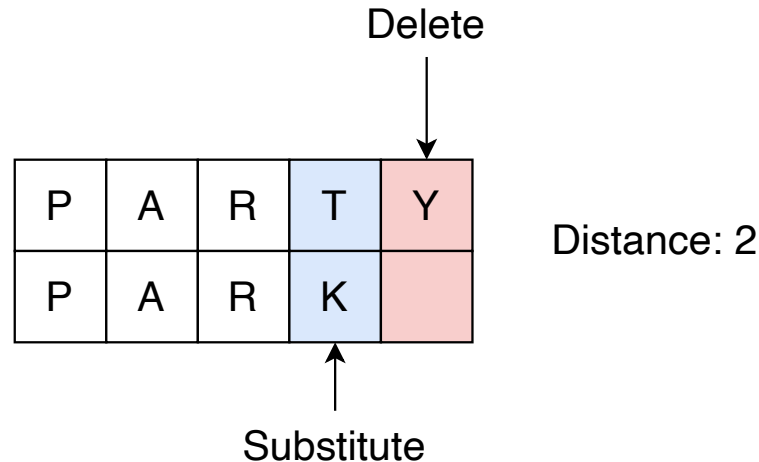 Delete
P A R T Y
Distance: 2
P A R K
Substitute